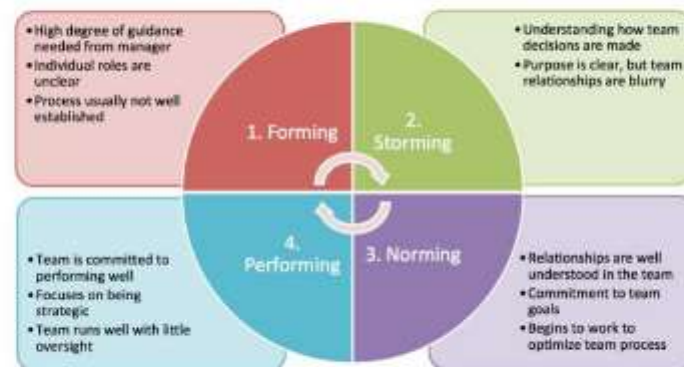 • High degree of guidance
needed from manager
• Individual roles are
unclear
• Process usually not well
established
1. Forming
2.
Storming
• Understanding how team
decisions are made
• Purpose is clear, but team
relationships are blurry
• Team is committed to
performing well
• Focuses on being
strategic
• Team runs well with little
oversight
4.
Performing
3. Norming
• Relationships are well
understood in the team
• Commitment to team
goals
• Begins to work to
optimize team process